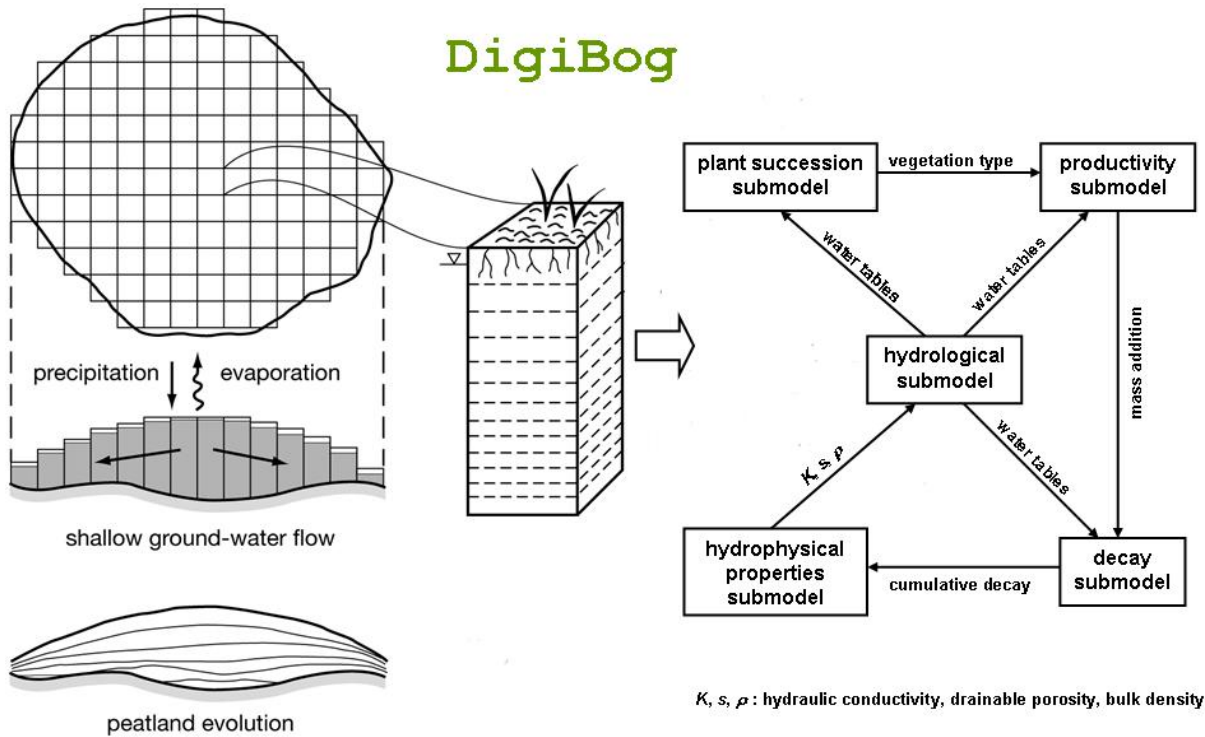 DigiBog
plant succession
submodel
vegetation type
productivity
submodel
water tables
water tables
mass addition
precipitation
evaporation
hydrological
submodel
K, s, ρ
water tables
shallow ground-water flow
hydrophysical
properties
submodel
cumulative decay
decay
submodel
peatland evolution
K, s, ρ : hydraulic conductivity, drainable porosity, bulk density